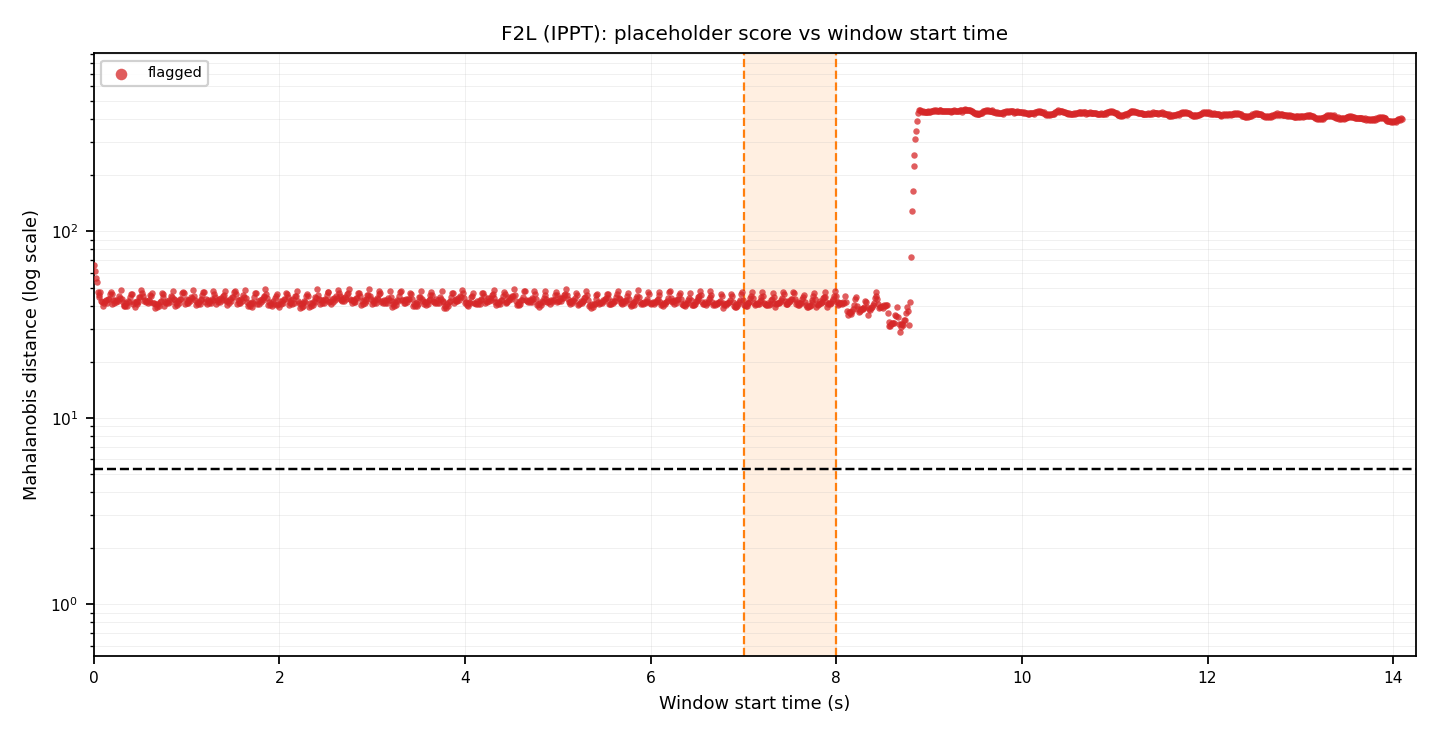 F2L (IPPT): placeholder score vs window start time
flagged
Mahalanobis distance (log scale)
10²
10¹
10⁰
0 2 4 6 8 10 12 14
Window start time (s)